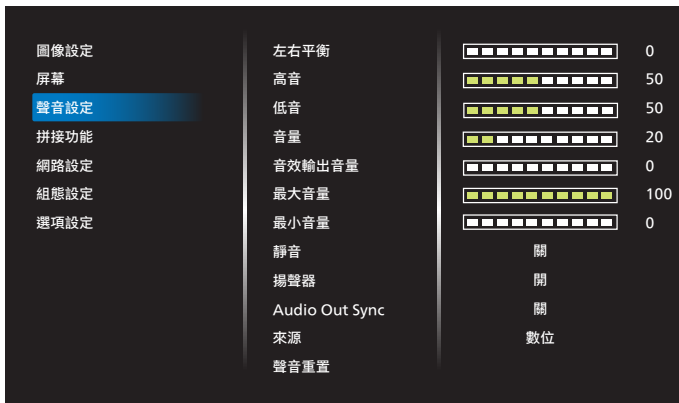 圖像設定
屏幕
聲音設定
拼接功能
網路設定
組態設定
選項設定
左右平衡 0
高音 50
低音 50
音量 20
音效輸出音量 0
最大音量 100
最小音量 0
靜音 關
揚聲器 開
Audio Out Sync 關
來源 數位
聲音重置